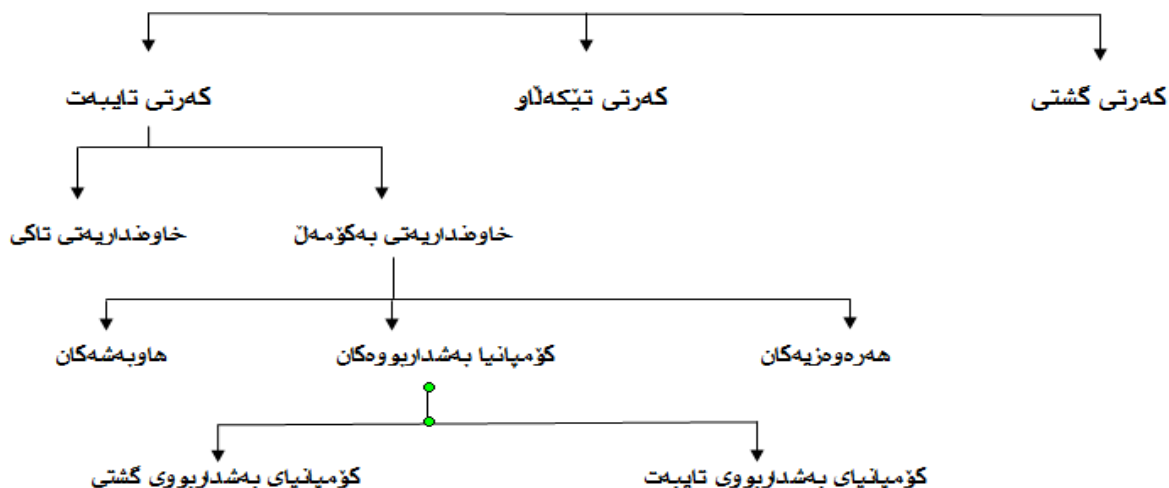 کەرتی گشتی
کەرتی تێکەڵاو
کەرتی تایبەت
خاوەنداریەتی بەکۆمەڵ
خاوەنداریەتی تاکی
هەرەوەزیەکان
کۆمپانیا بەشداربووەکان
هاوبەشەکان
کۆمپانیای بەشداربووی تایبەت
کۆمپانیای بەشداربووی گشتی